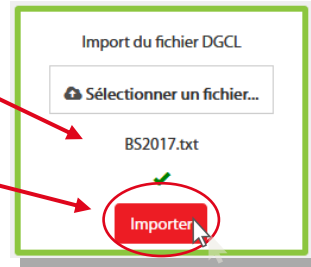 Import du fichier DGCL
Sélectionner un fichier...
BS2017.txt
Importer